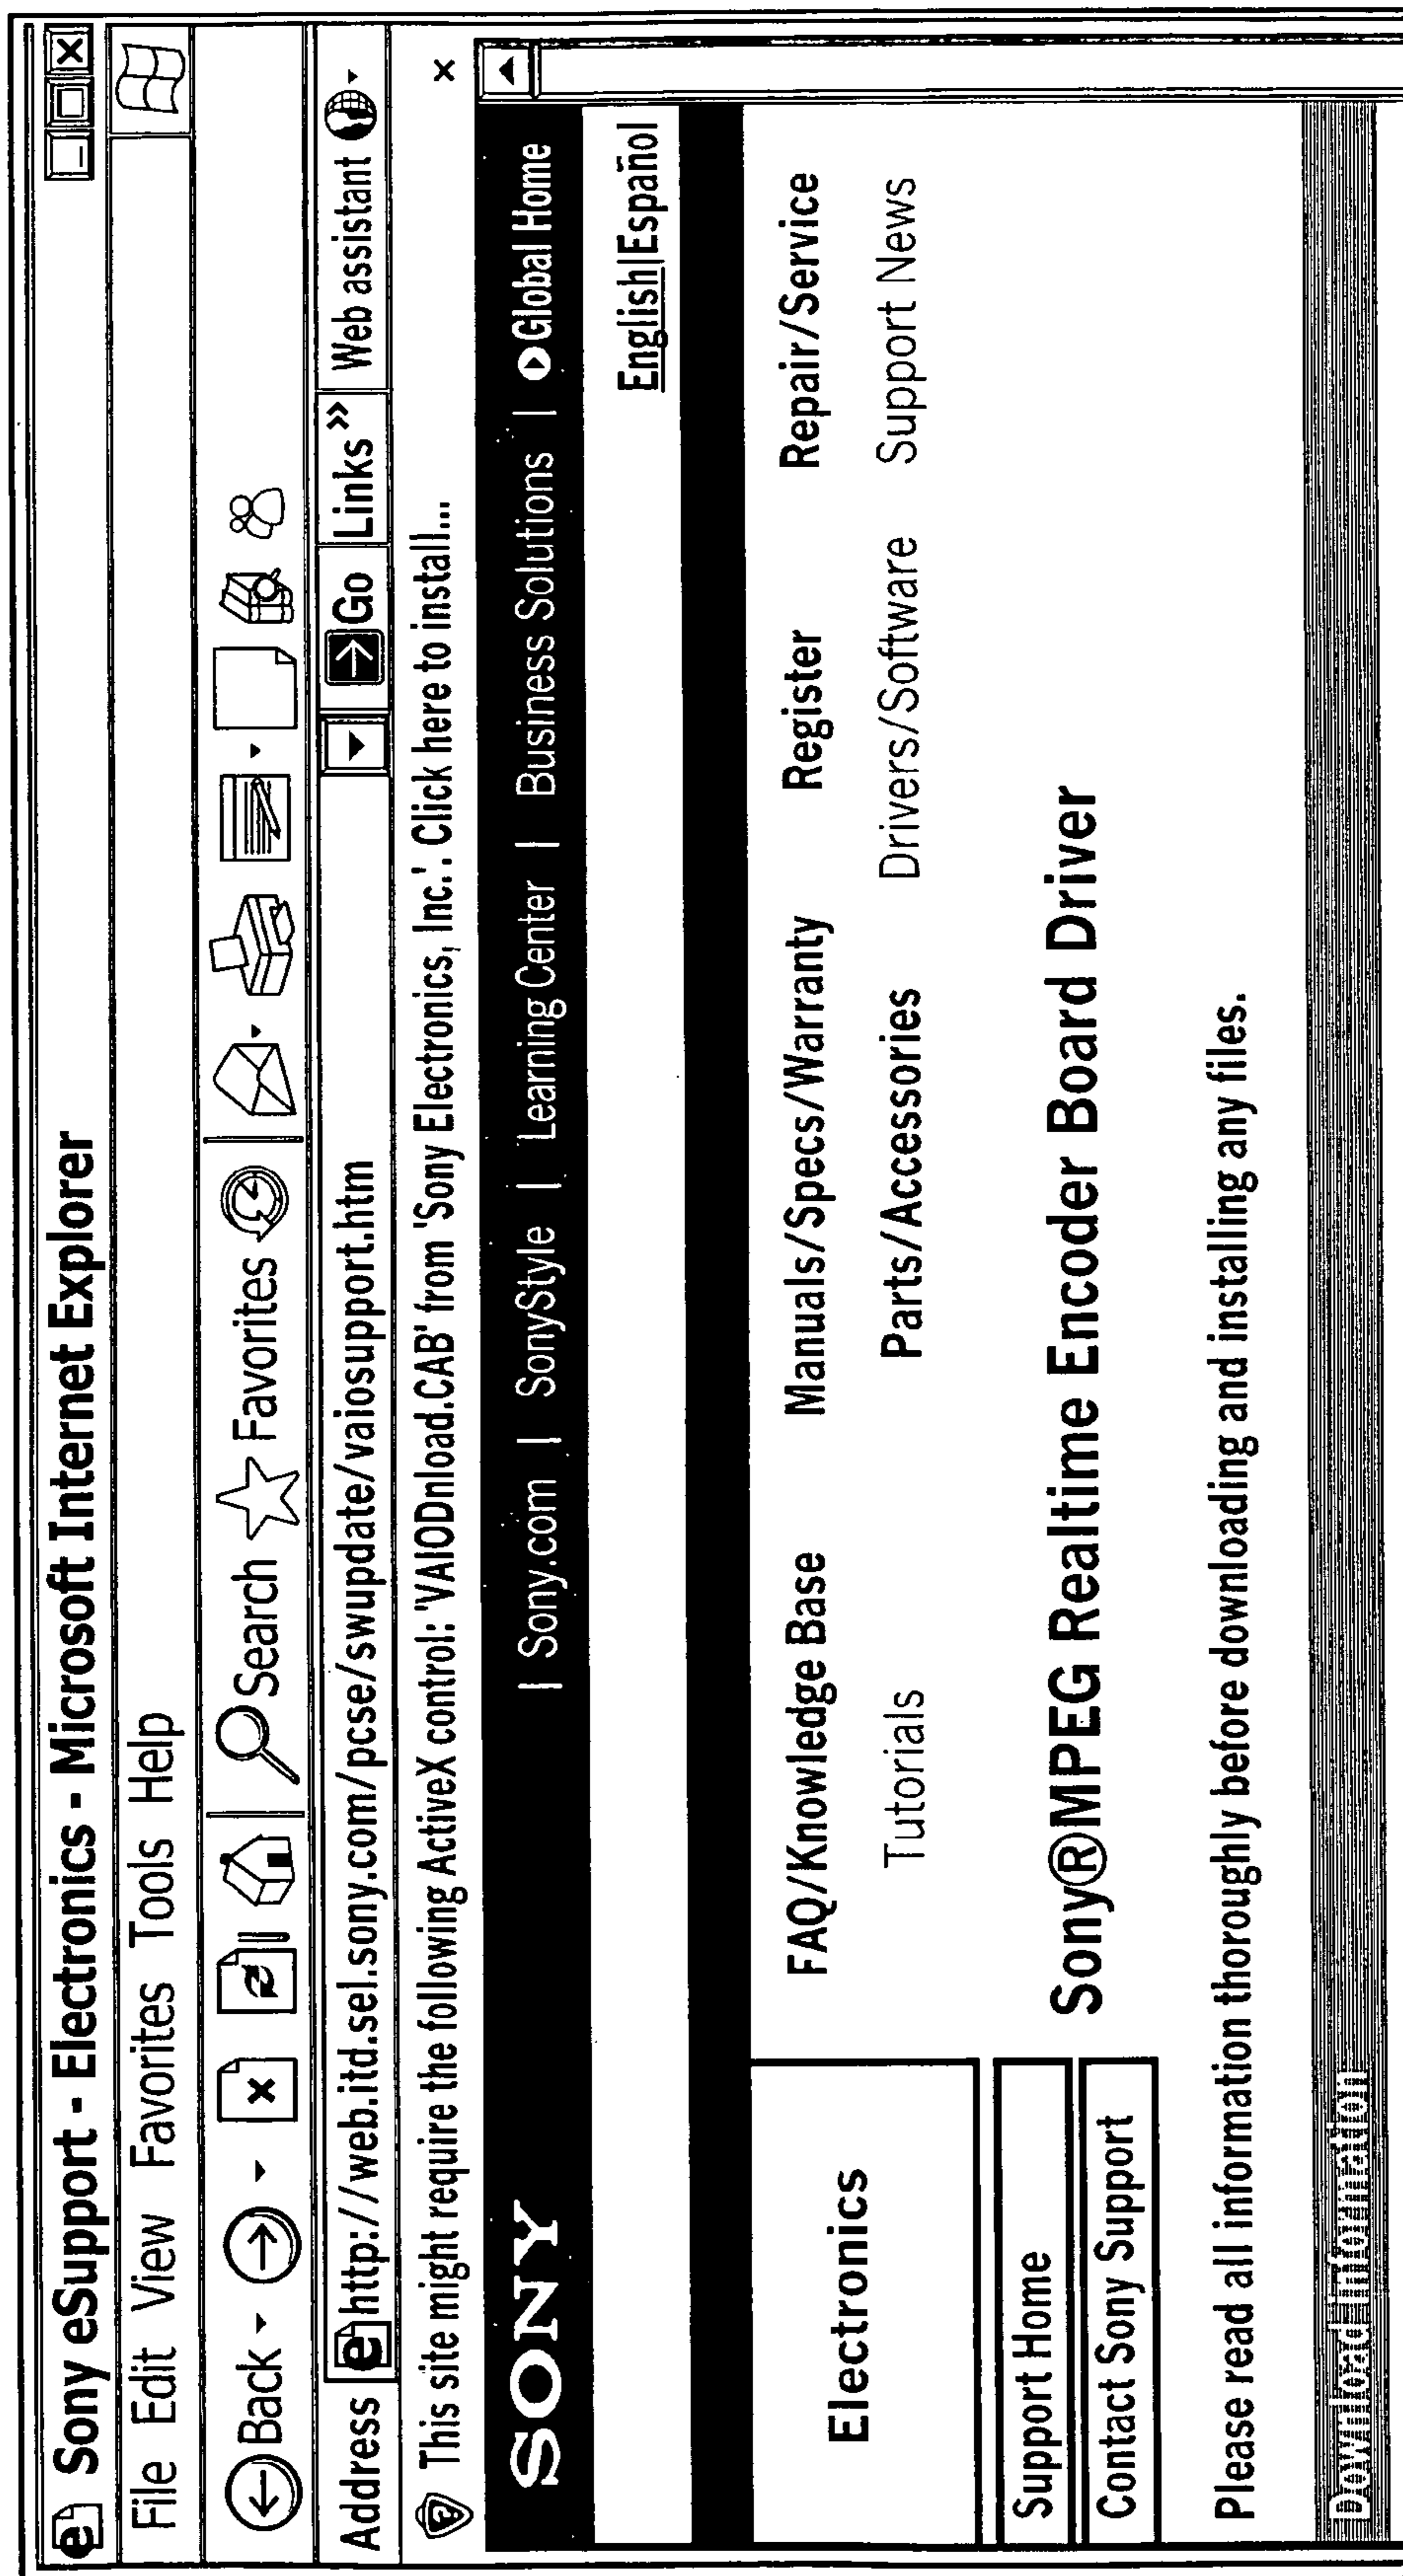 Sony eSupport - Electronics - Microsoft Internet Explorer
File Edit View Favorites Tools Help
Back Search Favorites
Address http://web.itd.sel.sony.com/pcse/swupdate/vaiosupport.htm Go Links » Web assistant
This site might require the following ActiveX control: 'VAIODnload.CAB' from 'Sony Electronics, Inc.'. Click here to install... ×
SONY | Sony.com | SonyStyle | Learning Center | Business Solutions | Global Home
English|Español
Electronics
FAQ/Knowledge Base Manuals/Specs/Warranty Register Repair/Service
Tutorials Parts/Accessories Drivers/Software Support News
Support Home
Contact Sony Support
Sony®MPEG Realtime Encoder Board Driver
Please read all information thoroughly before downloading and installing any files.
Download Information